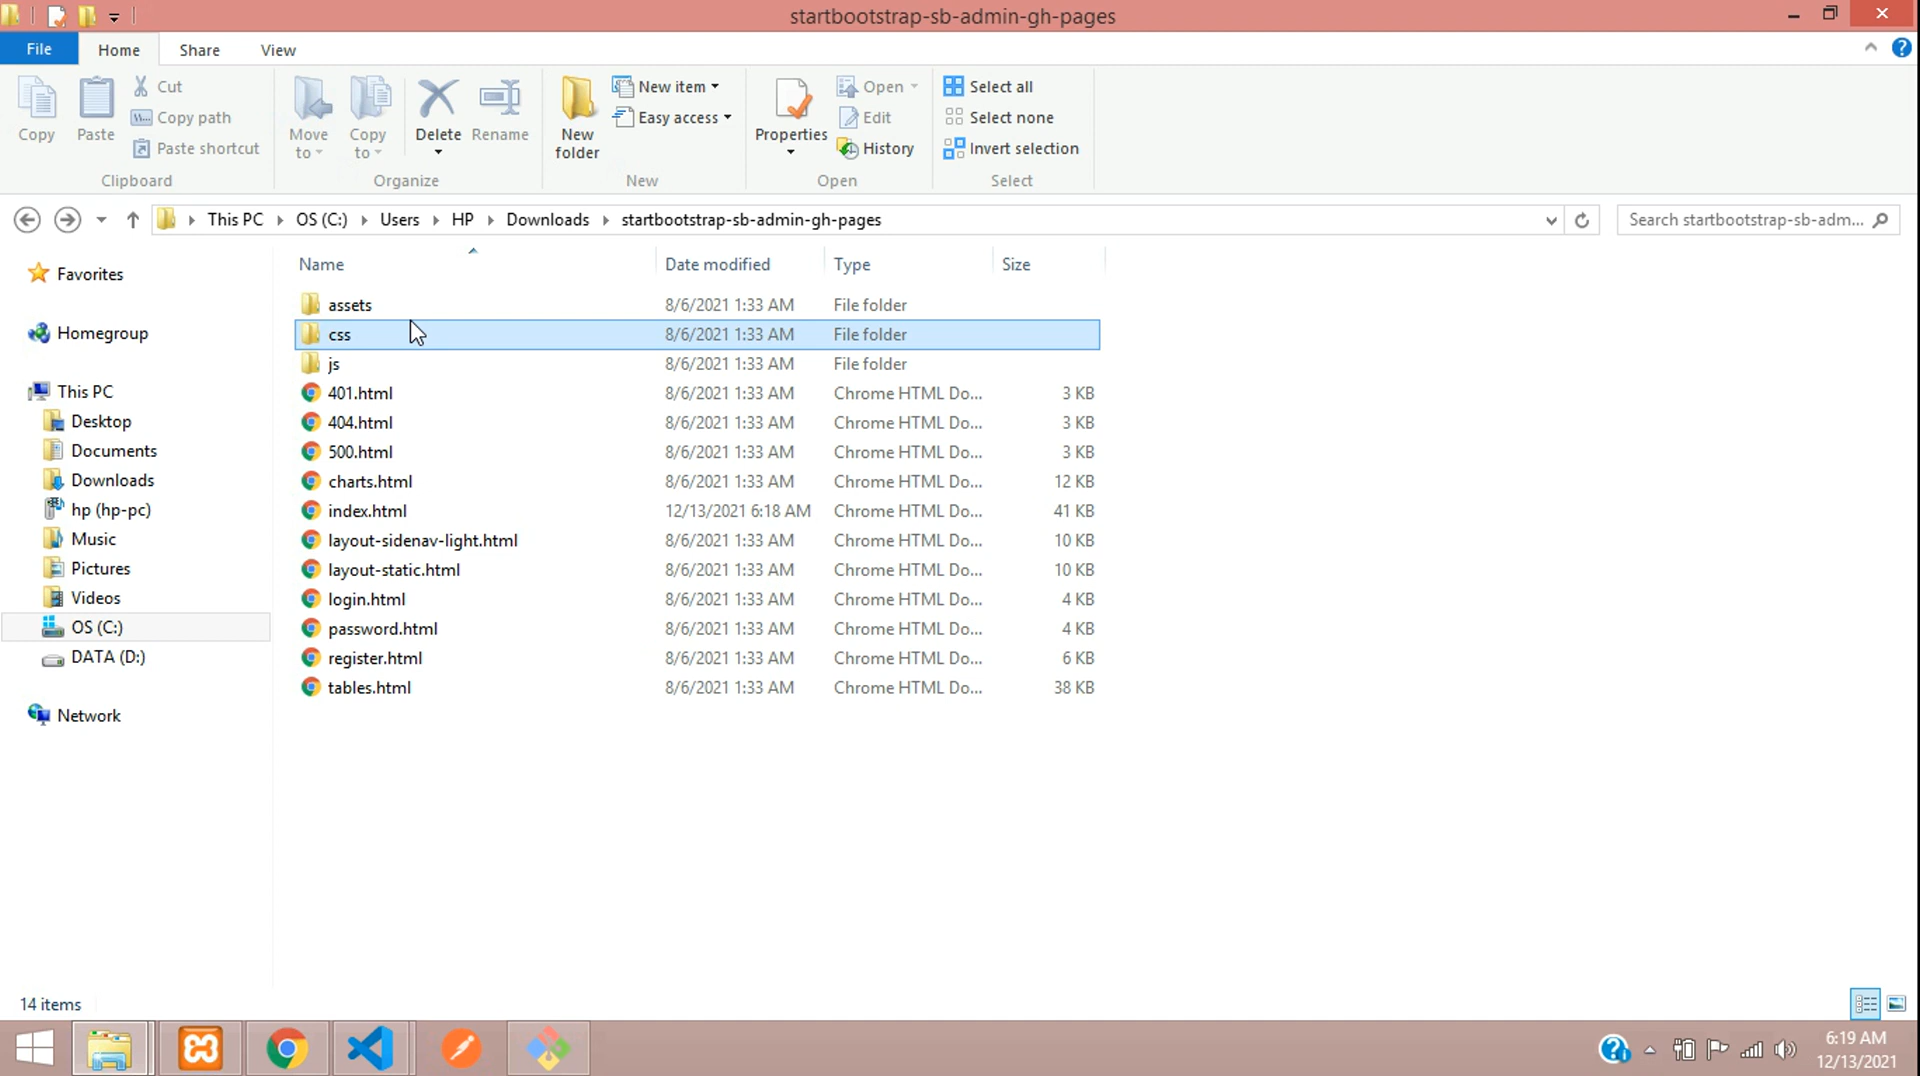 startbootstrap-sb-admin-gh-pages
File Home Share View
Copy Paste Cut Copy path Paste shortcut
Move to Copy to Delete Rename
New folder New item Easy access
Properties Open Edit History
Select all Select none Invert selection
Clipboard Organize New Open Select
This PC OS (C:) Users HP Downloads startbootstrap-sb-admin-gh-pages Search startbootstrap-sb-adm...
Favorites
Homegroup
This PC
Desktop
Documents
Downloads
hp (hp-pc)
Music
Pictures
Videos
OS (C:)
DATA (D:)
Network
Name Date modified Type Size
assets 8/6/2021 1:33 AM File folder
css 8/6/2021 1:33 AM File folder
js 8/6/2021 1:33 AM File folder
401.html 8/6/2021 1:33 AM Chrome HTML Do... 3 KB
404.html 8/6/2021 1:33 AM Chrome HTML Do... 3 KB
500.html 8/6/2021 1:33 AM Chrome HTML Do... 3 KB
charts.html 8/6/2021 1:33 AM Chrome HTML Do... 12 KB
index.html 12/13/2021 6:18 AM Chrome HTML Do... 41 KB
layout-sidenav-light.html 8/6/2021 1:33 AM Chrome HTML Do... 10 KB
layout-static.html 8/6/2021 1:33 AM Chrome HTML Do... 10 KB
login.html 8/6/2021 1:33 AM Chrome HTML Do... 4 KB
password.html 8/6/2021 1:33 AM Chrome HTML Do... 4 KB
register.html 8/6/2021 1:33 AM Chrome HTML Do... 6 KB
tables.html 8/6/2021 1:33 AM Chrome HTML Do... 38 KB
14 items
6:19 AM
12/13/2021